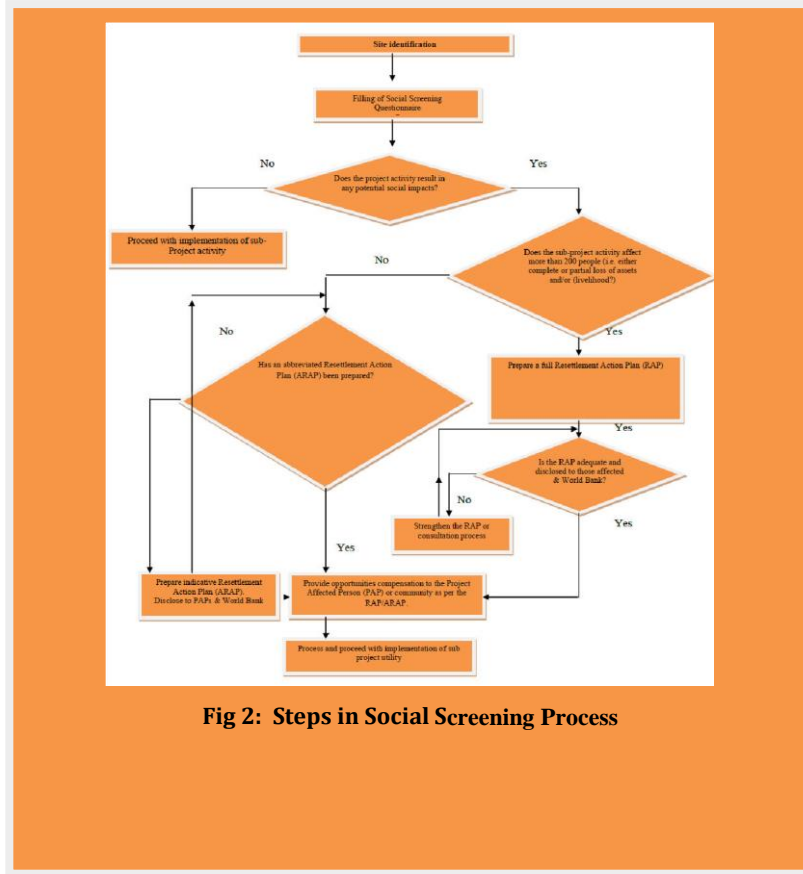 Site identification
Filling of Social Screening
Questionnaire
No
Yes
Does the project activity result in
any potential social impacts?
Proceed with implementation of sub-
Project activity
Does the sub-project activity affect
more than 200 people (i.e. either
complete or partial loss of assets
and/or (livelihood?)
No
No
Yes
Has an abbreviated Resettlement Action
Plan (ARAP) been prepared?
Prepare a full Resettlement Action Plan (RAP)
Yes
Is the RAP adequate and
disclosed to those affected
& World Bank?
No
Strengthen the RAP or
consultation process
Yes
Yes
Prepare indicative Resettlement
Action Plan (ARAP).
Disclose to PAPs & World Bank
Provide opportunities compensation to the Project
Affected Person (PAP) or community as per the
RAP/ARAP.
Process and proceed with implementation of sub
project utility
Fig 2: Steps in Social Screening Process